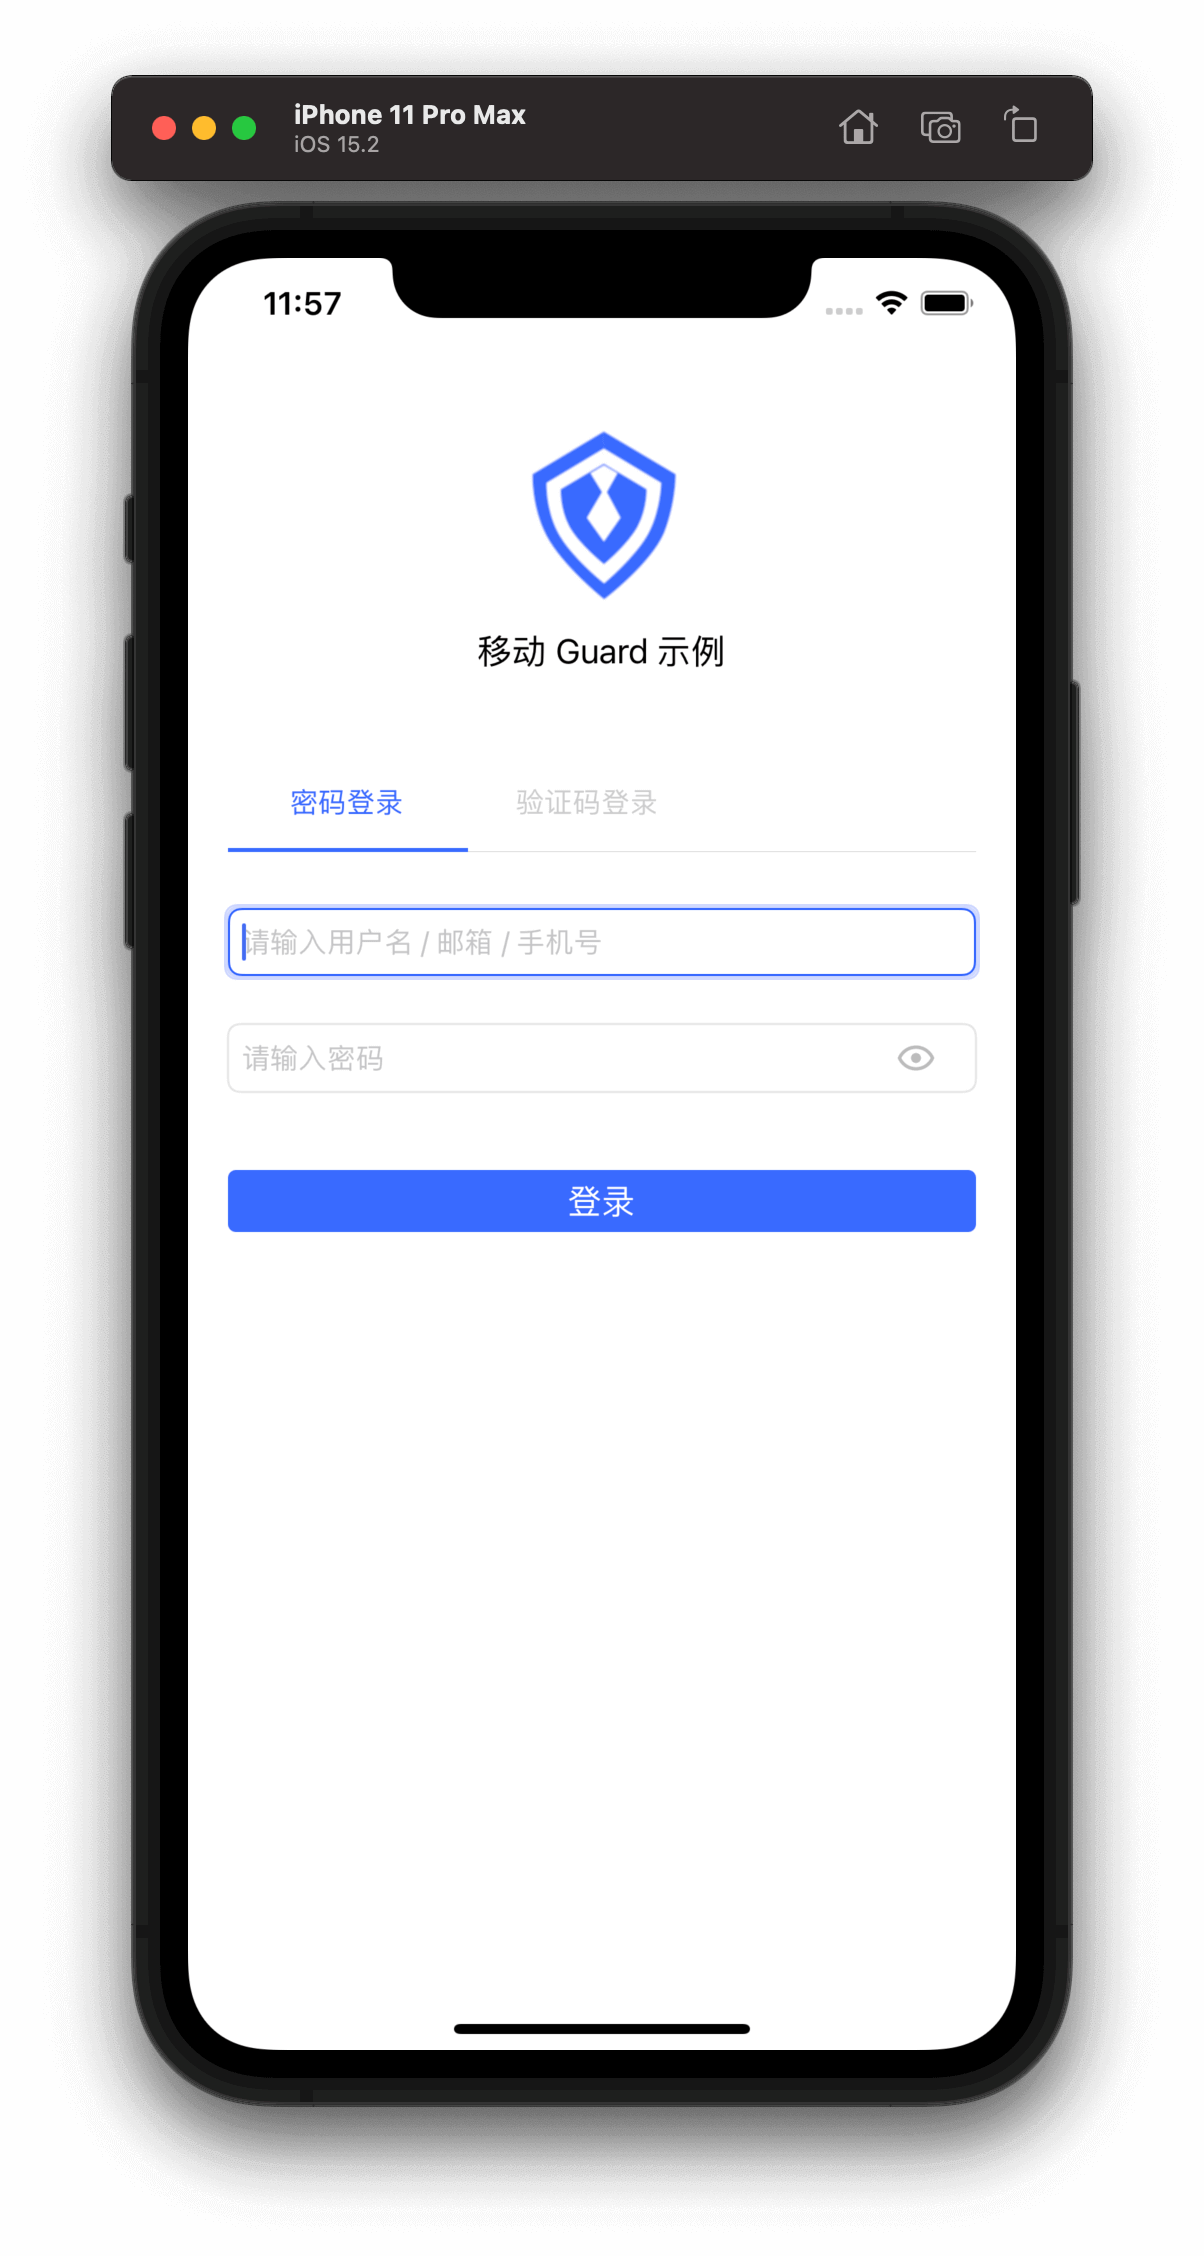 iPhone 11 Pro Max
iOS 15.2
11:57
移动 Guard 示例
密码登录 验证码登录
请输入用户名 / 邮箱 / 手机号
请输入密码
登录